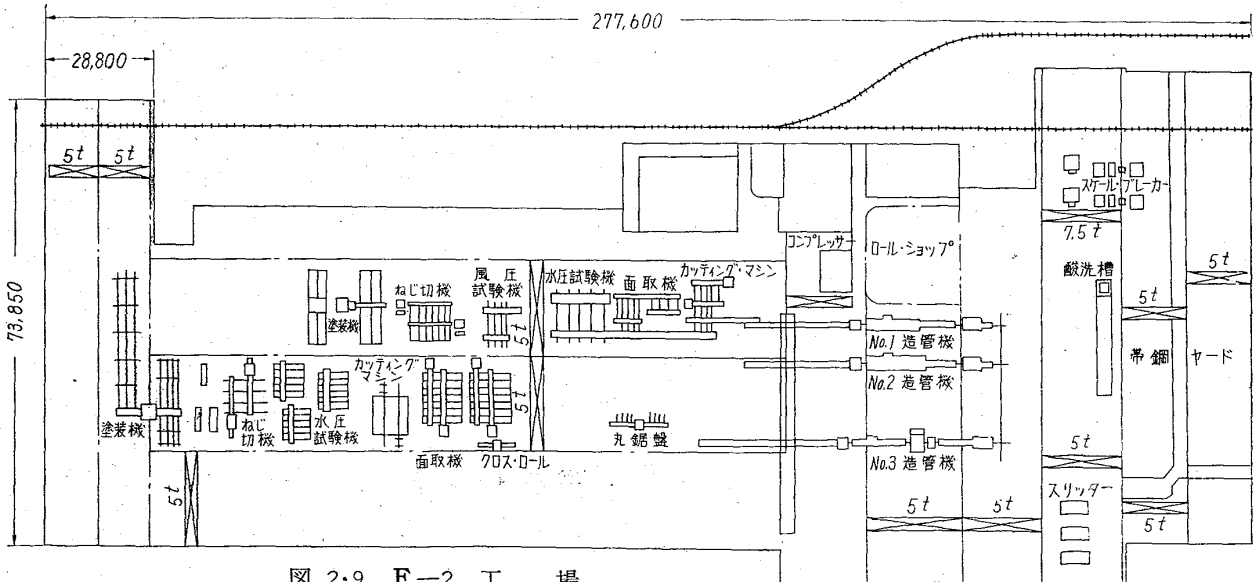 277,600
28,800
73,850
5t
5t
スケール・ブレーカー
7.5t
コンプレッサー
ロール・ショップ
酸洗槽
5t
5t
風圧
試験機
水圧試験機
面取機
カッティング・マシン
ねじ切機
塗装機
5t
No.1 造管機
No.2 造管機
帯鋼 ヤード
カッティング
マシン
5t
塗装機
ねじ
切機
水圧
試験機
丸鋸盤
面取機
クロス・ロール
No.3 造管機
5t
5t
スリッター
5t
5t
5t
図 2・9 E-2 工場